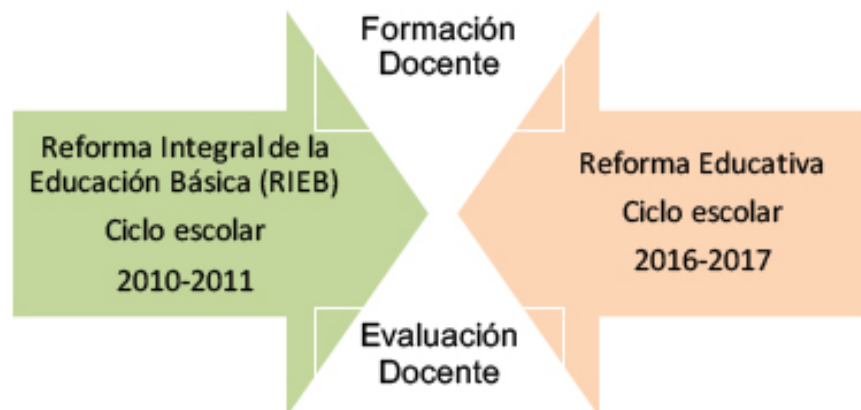 Formación
Docente
Reforma Integral de la
Educación Básica (RIEB)
Ciclo escolar
2010-2011
Reforma Educativa
Ciclo escolar
2016-2017
Evaluación
Docente